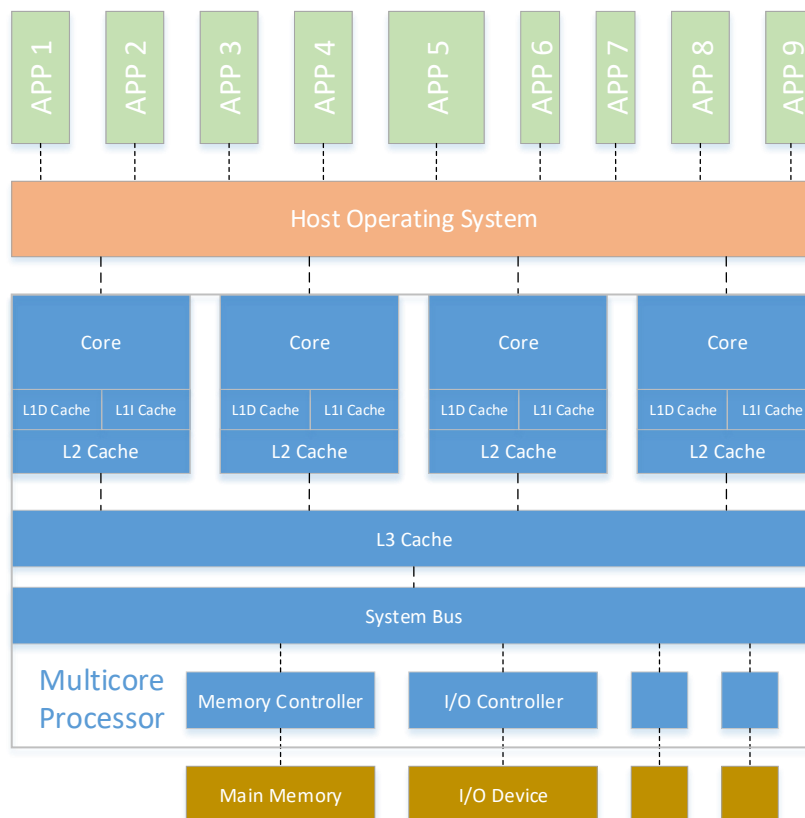 APP 1
APP 2
APP 3
APP 4
APP 5
APP 6
APP 7
APP 8
APP 9
Host Operating System
Core
Core
Core
Core
L1D Cache
L1I Cache
L1D Cache
L1I Cache
L1D Cache
L1I Cache
L1D Cache
L1I Cache
L2 Cache
L2 Cache
L2 Cache
L2 Cache
L3 Cache
System Bus
Multicore
Processor
Memory Controller
I/O Controller
Main Memory
I/O Device